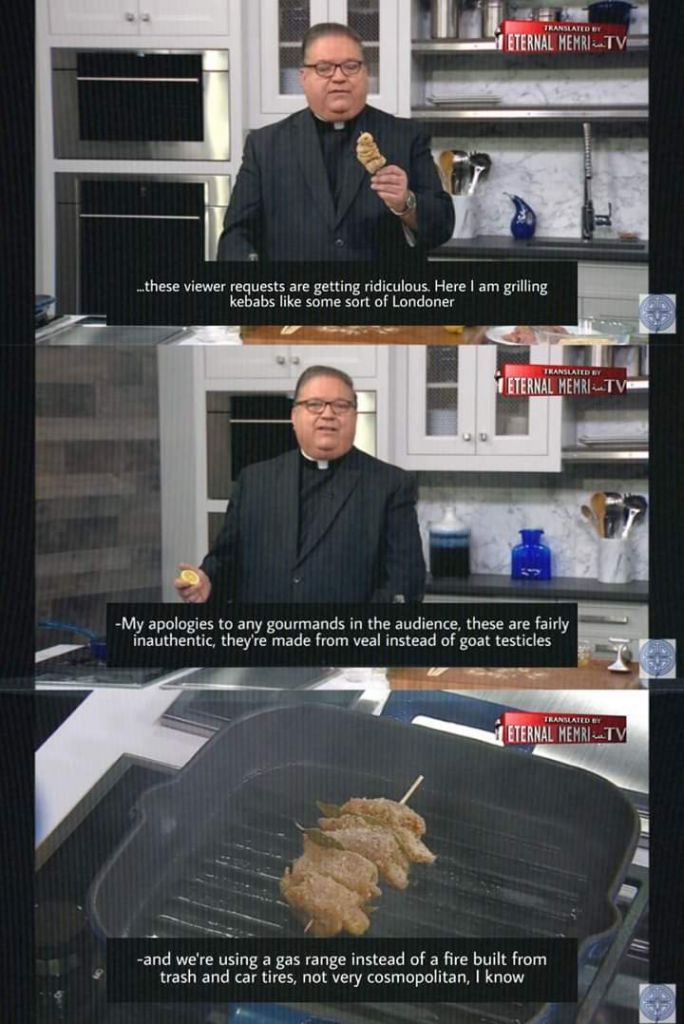 TRANSLATED BY
ETERNAL MEMRI TV
...these viewer requests are getting ridiculous. Here I am grilling
kebabs like some sort of Londoner
TRANSLATED BY
ETERNAL MEMRI TV
-My apologies to any gourmands in the audience, these are fairly
inauthentic, they're made from veal instead of goat testicles
TRANSLATED BY
ETERNAL MEMRI TV
-and we're using a gas range instead of a fire built from
trash and car tires, not very cosmopolitan, I know